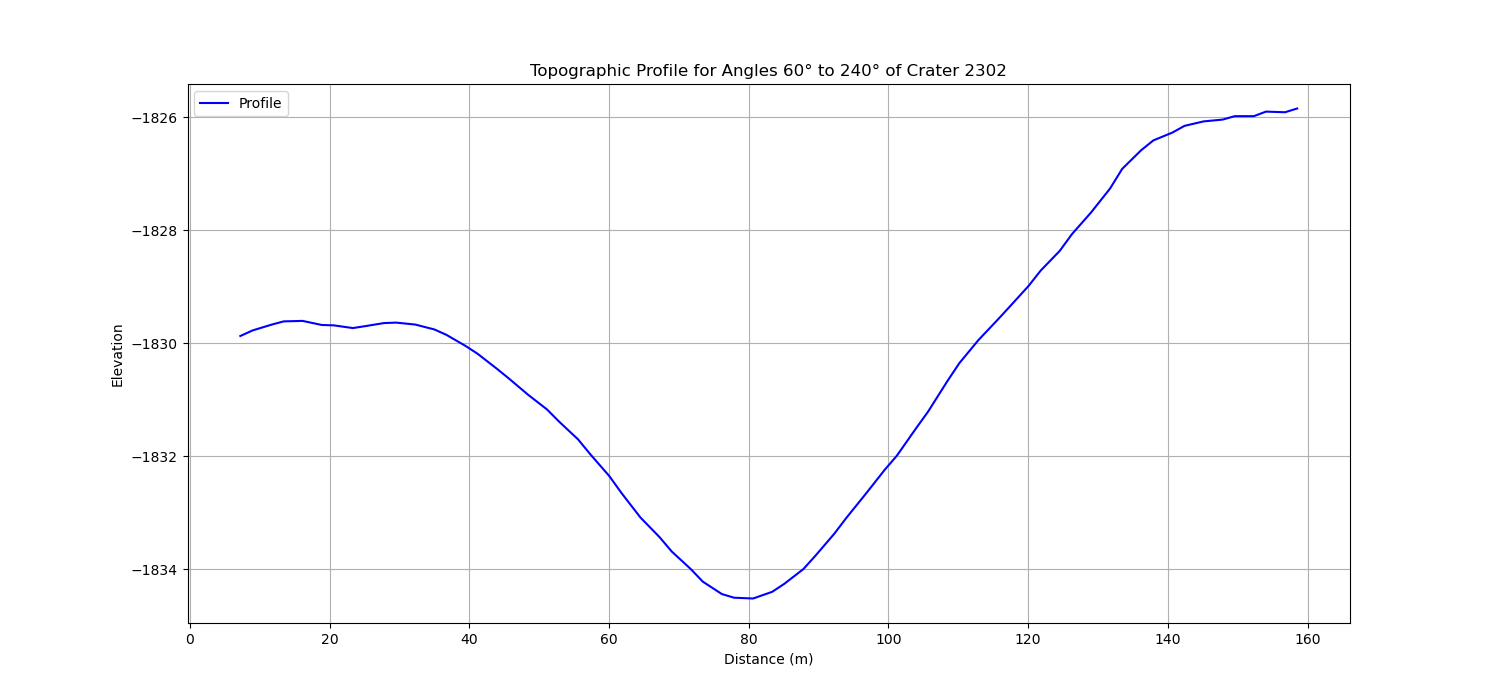 Topographic Profile for Angles 60° to 240° of Crater 2302
Profile
−1826
−1828
−1830
−1832
−1834
Elevation
0 20 40 60 80 100 120 140 160
Distance (m)